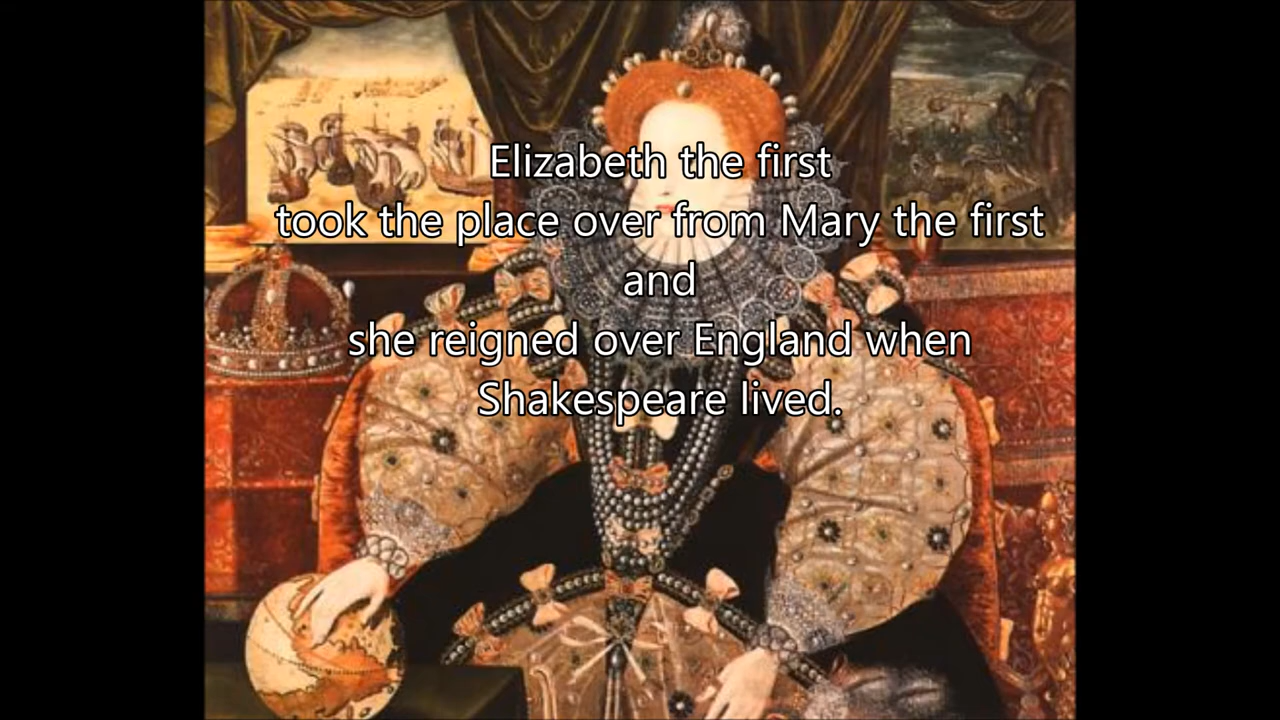 Elizabeth the first
took the place over from Mary the first
and
she reigned over England when
Shakespeare lived.